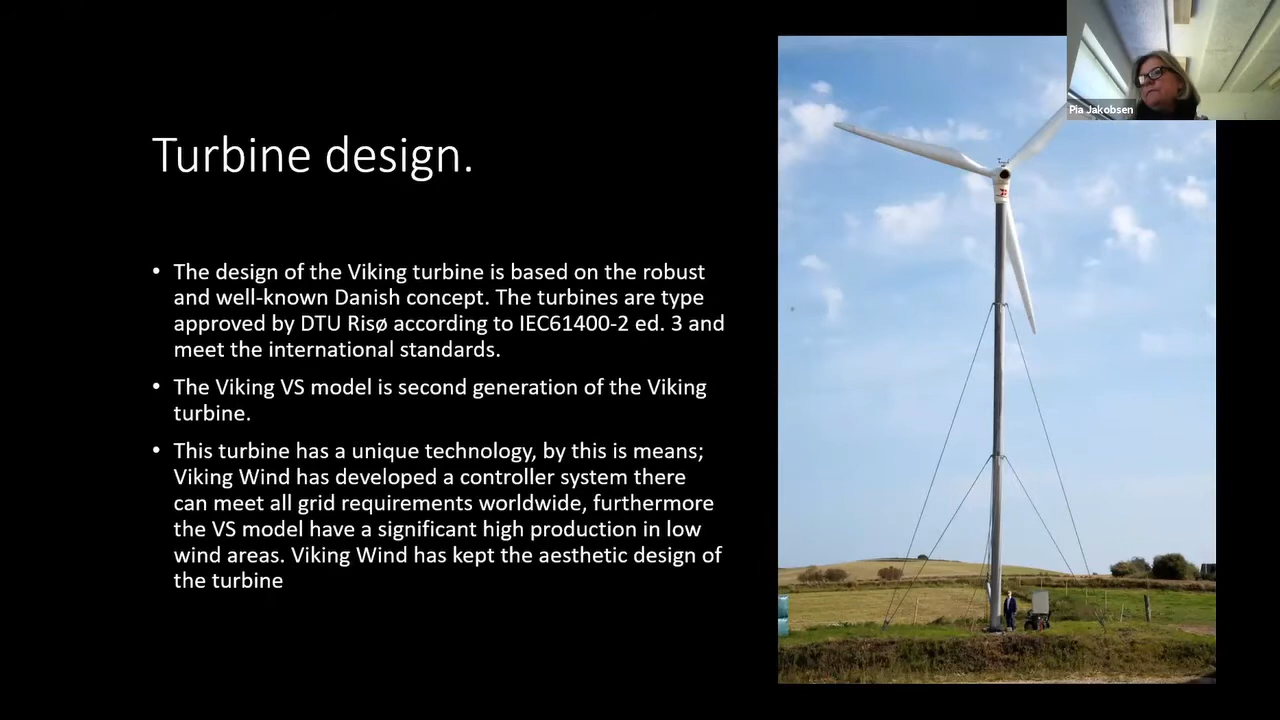 Pia Jakobsen
Turbine design.
• The design of the Viking turbine is based on the robust
and well-known Danish concept. The turbines are type
approved by DTU Risø according to IEC61400-2 ed. 3 and
meet the international standards.
• The Viking VS model is second generation of the Viking
turbine.
• This turbine has a unique technology, by this is means;
Viking Wind has developed a controller system there
can meet all grid requirements worldwide, furthermore
the VS model have a significant high production in low
wind areas. Viking Wind has kept the aesthetic design of
the turbine